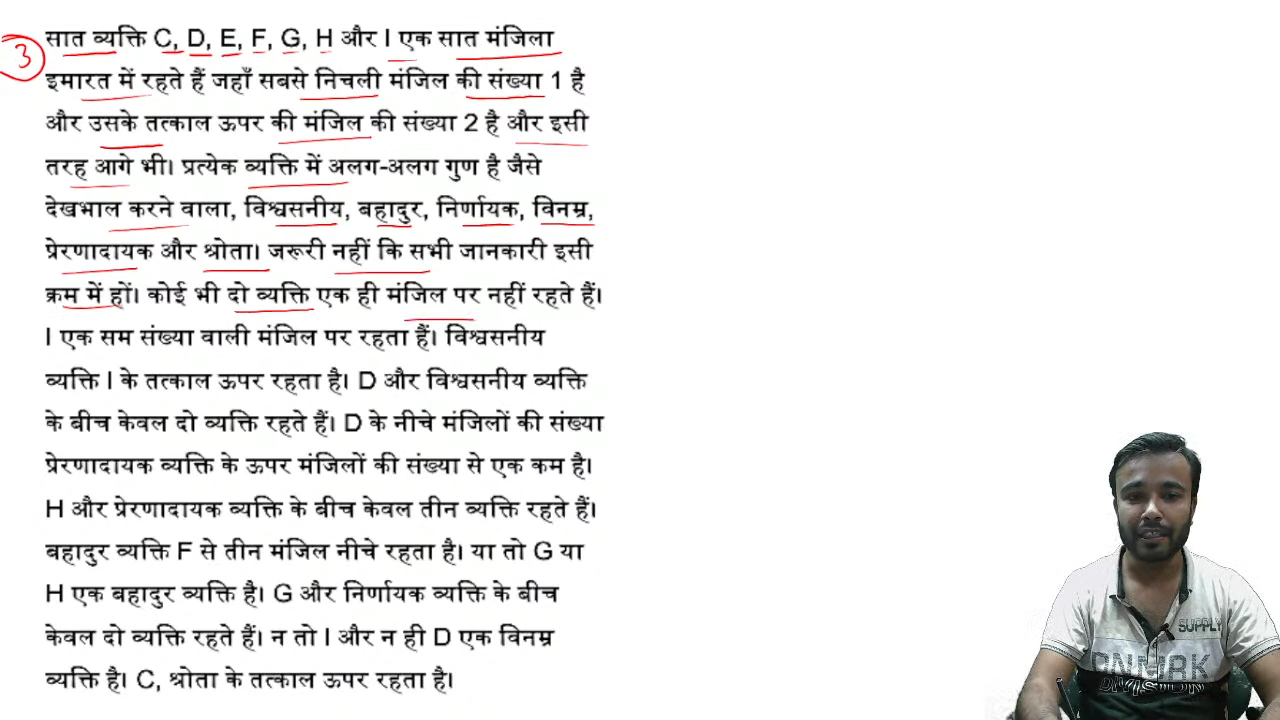 3
सात व्यक्ति C, D, E, F, G, H और I एक सात मंजिला
इमारत में रहते हैं जहाँ सबसे निचली मंजिल की संख्या 1 है
और उसके तत्काल ऊपर की मंजिल की संख्या 2 है और इसी
तरह आगे भी। प्रत्येक व्यक्ति में अलग-अलग गुण है जैसे
देखभाल करने वाला, विश्वसनीय, बहादुर, निर्णायक, विनम्र,
प्रेरणादायक और श्रोता। जरूरी नहीं कि सभी जानकारी इसी
क्रम में हों। कोई भी दो व्यक्ति एक ही मंजिल पर नहीं रहते हैं।
I एक सम संख्या वाली मंजिल पर रहता हैं। विश्वसनीय
व्यक्ति I के तत्काल ऊपर रहता है। D और विश्वसनीय व्यक्ति
के बीच केवल दो व्यक्ति रहते हैं। D के नीचे मंजिलों की संख्या
प्रेरणादायक व्यक्ति के ऊपर मंजिलों की संख्या से एक कम है।
H और प्रेरणादायक व्यक्ति के बीच केवल तीन व्यक्ति रहते हैं।
बहादुर व्यक्ति F से तीन मंजिल नीचे रहता है। या तो G या
H एक बहादुर व्यक्ति है। G और निर्णायक व्यक्ति के बीच
केवल दो व्यक्ति रहते हैं। न तो I और न ही D एक विनम्र
व्यक्ति है। C, श्रोता के तत्काल ऊपर रहता है।
SUPPLY
DNMRK
DIVISION